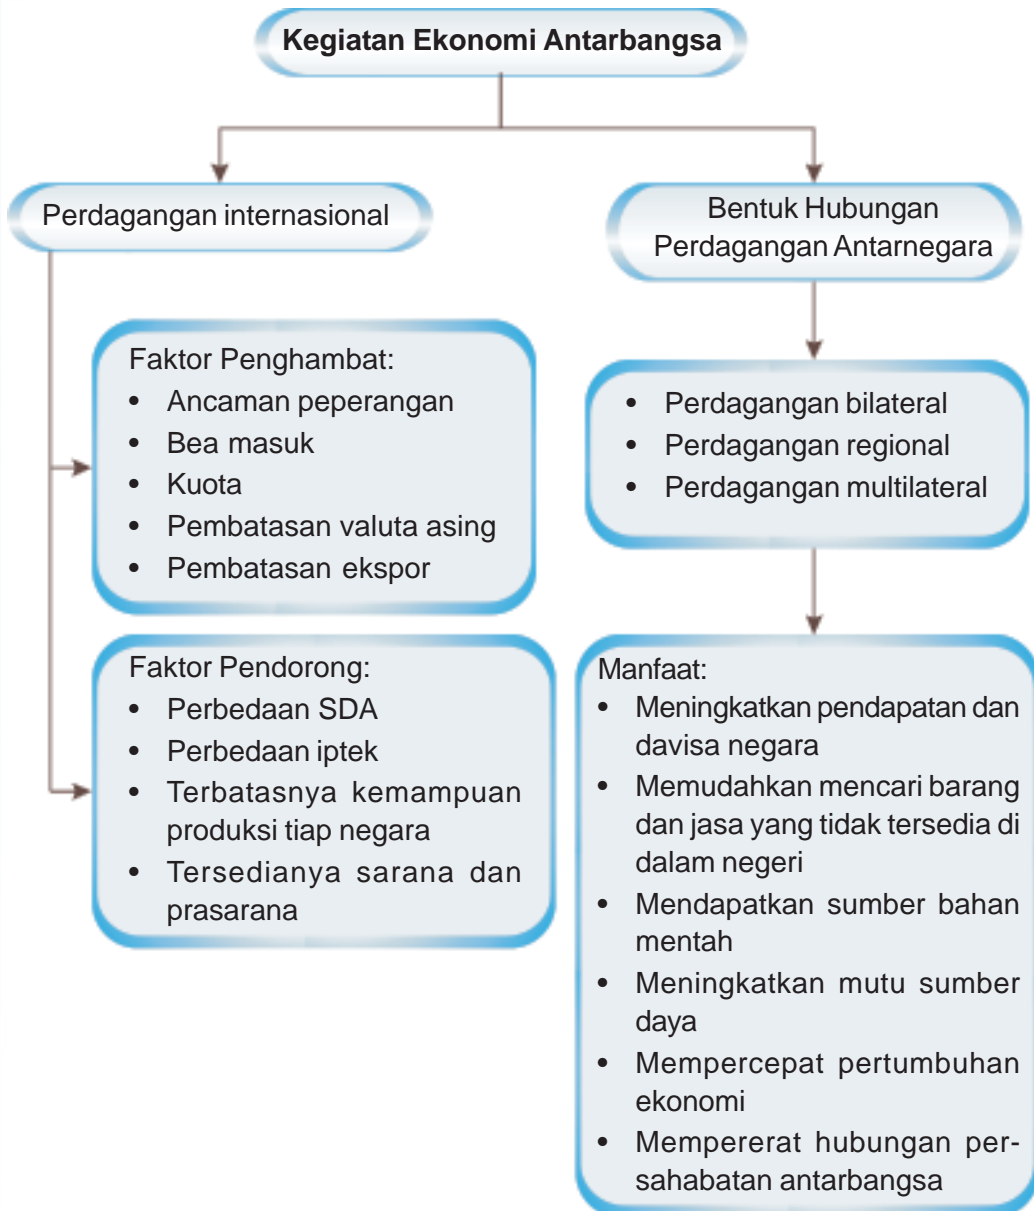 Kegiatan Ekonomi Antarbangsa
Perdagangan internasional
Faktor Penghambat:
• Ancaman peperangan
• Bea masuk
• Kuota
• Pembatasan valuta asing
• Pembatasan ekspor
Faktor Pendorong:
• Perbedaan SDA
• Perbedaan iptek
• Terbatasnya kemampuan
produksi tiap negara
• Tersedianya sarana dan
prasarana
Bentuk Hubungan
Perdagangan Antarnegara
• Perdagangan bilateral
• Perdagangan regional
• Perdagangan multilateral
Manfaat:
• Meningkatkan pendapatan dan
davisa negara
• Memudahkan mencari barang
dan jasa yang tidak tersedia di
dalam negeri
• Mendapatkan sumber bahan
mentah
• Meningkatkan mutu sumber
daya
• Mempercepat pertumbuhan
ekonomi
• Mempererat hubungan per-
sahabatan antarbangsa